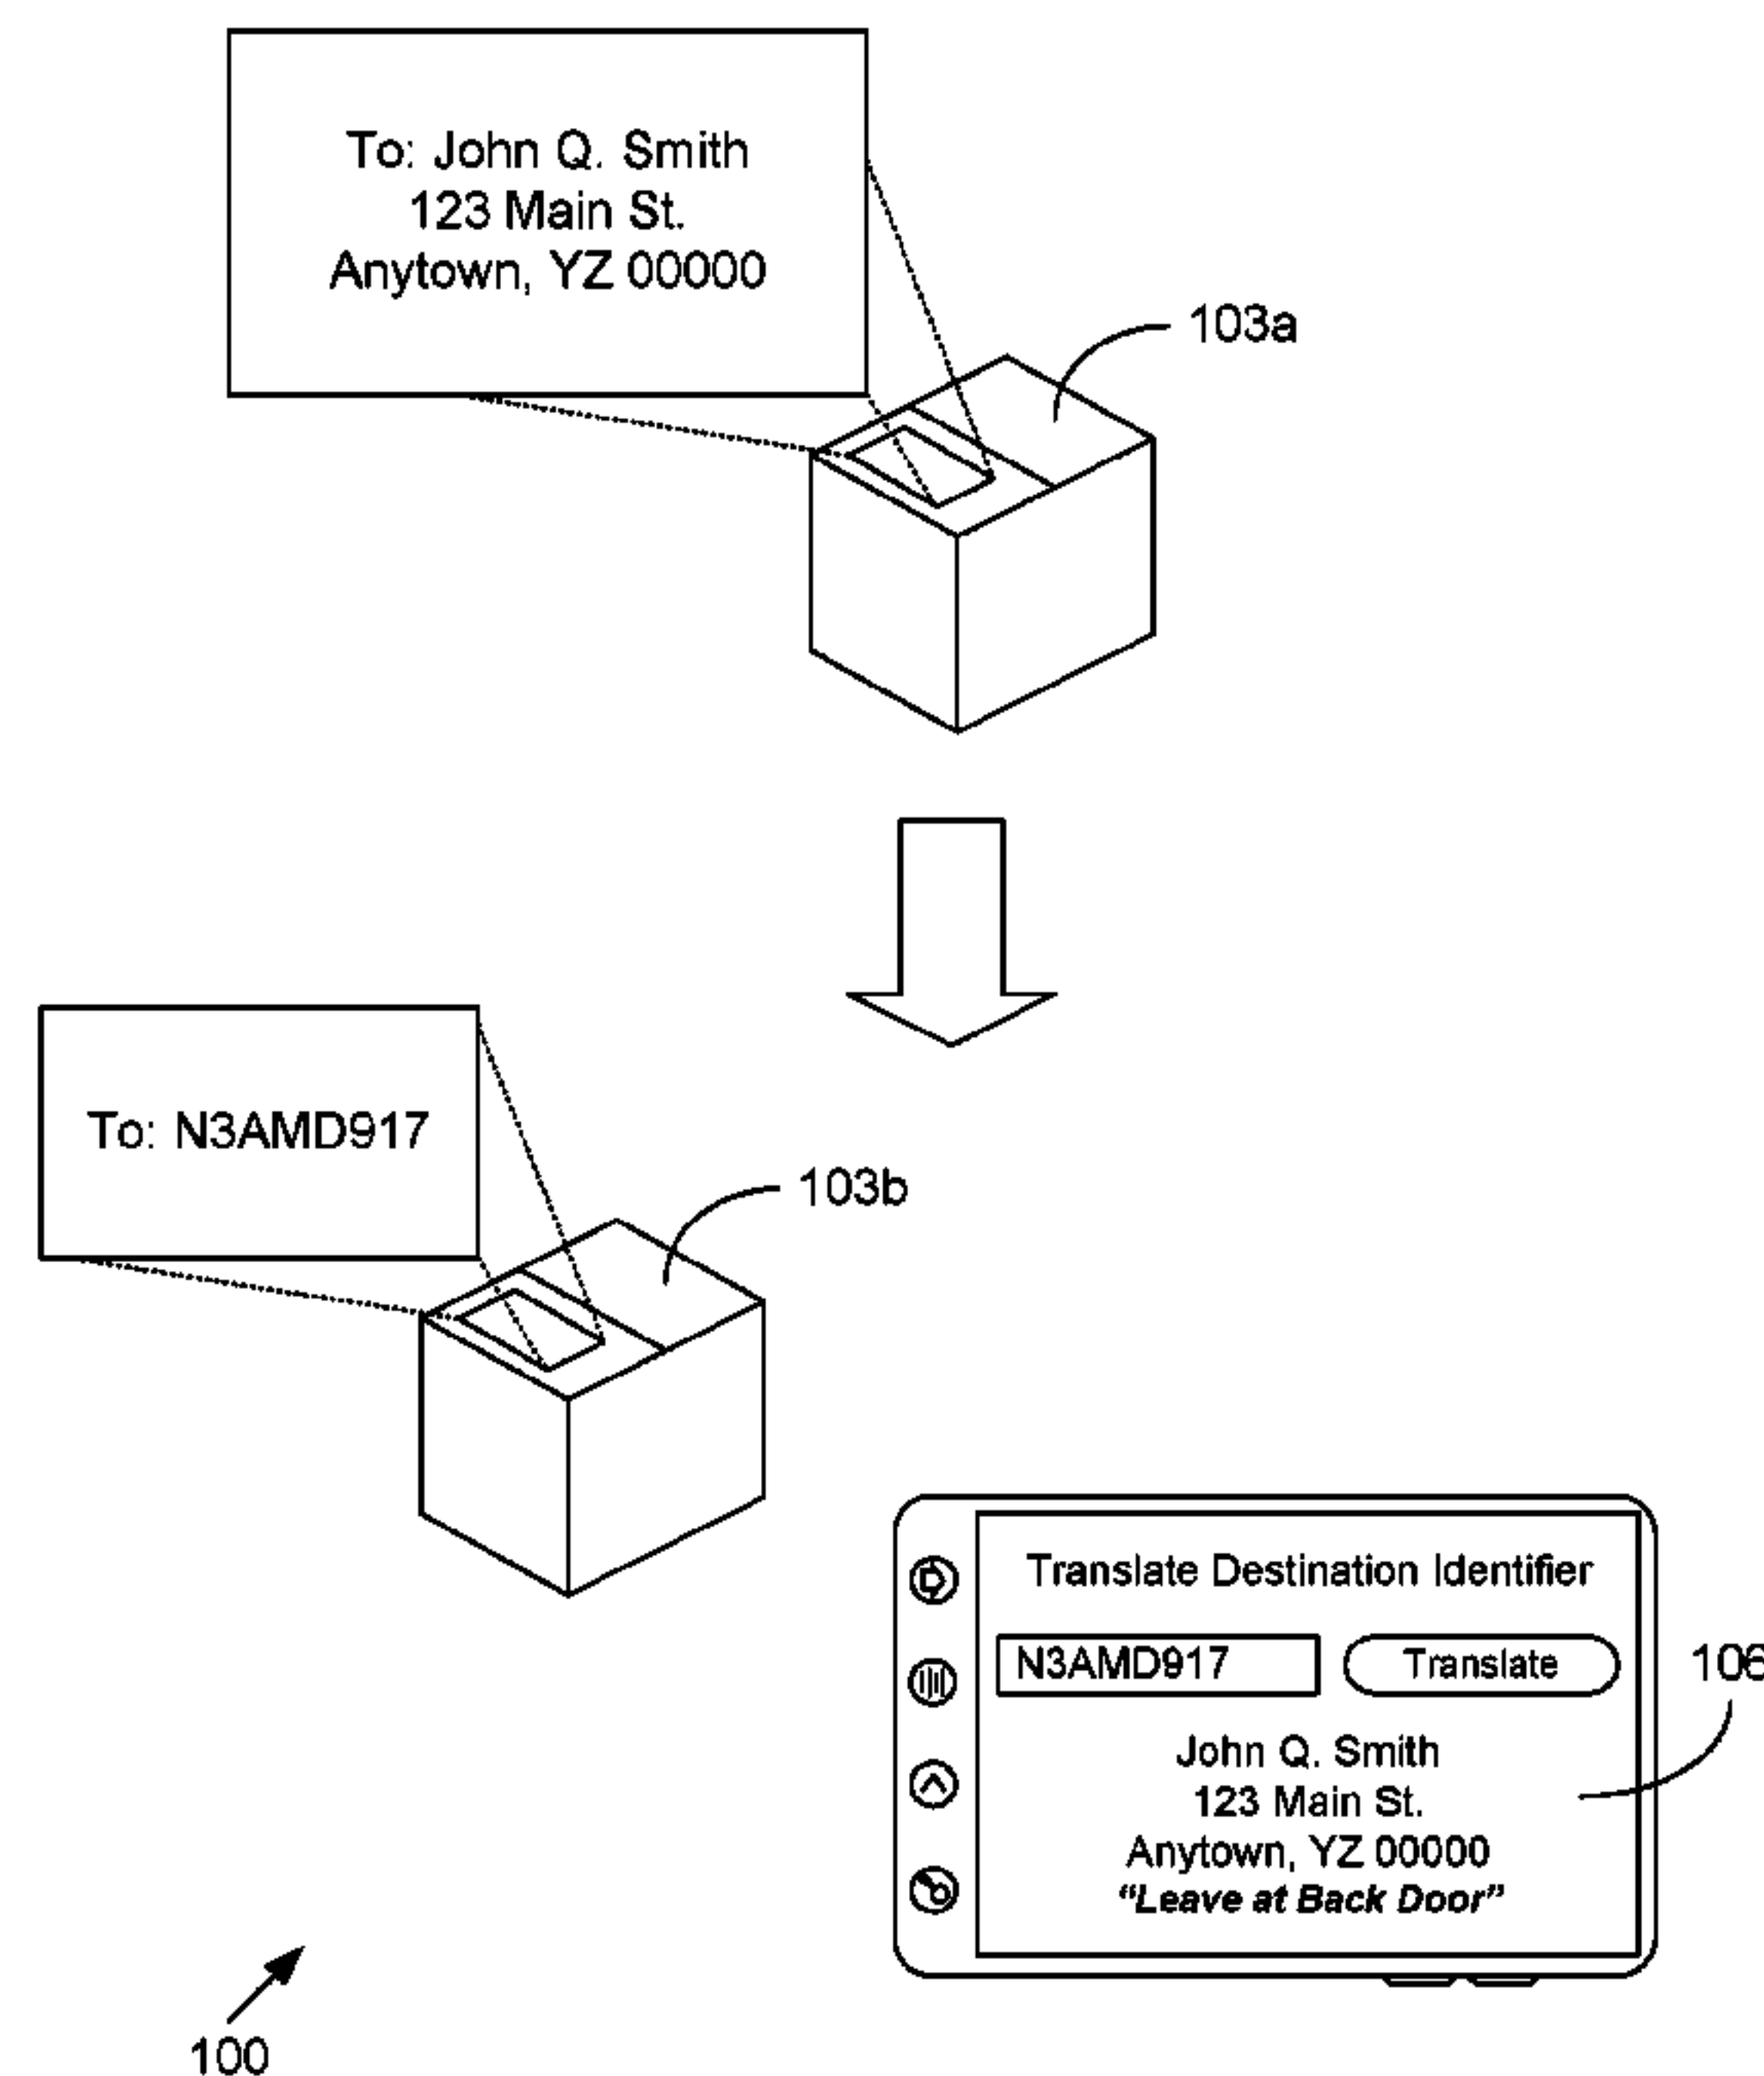 To: John Q. Smith
123 Main St.
Anytown, YZ 00000
103a
To: N3AMD917
103b
Translate Destination Identifier
N3AMD917
Translate
106
John Q. Smith
123 Main St.
Anytown, YZ 00000
“Leave at Back Door”
100